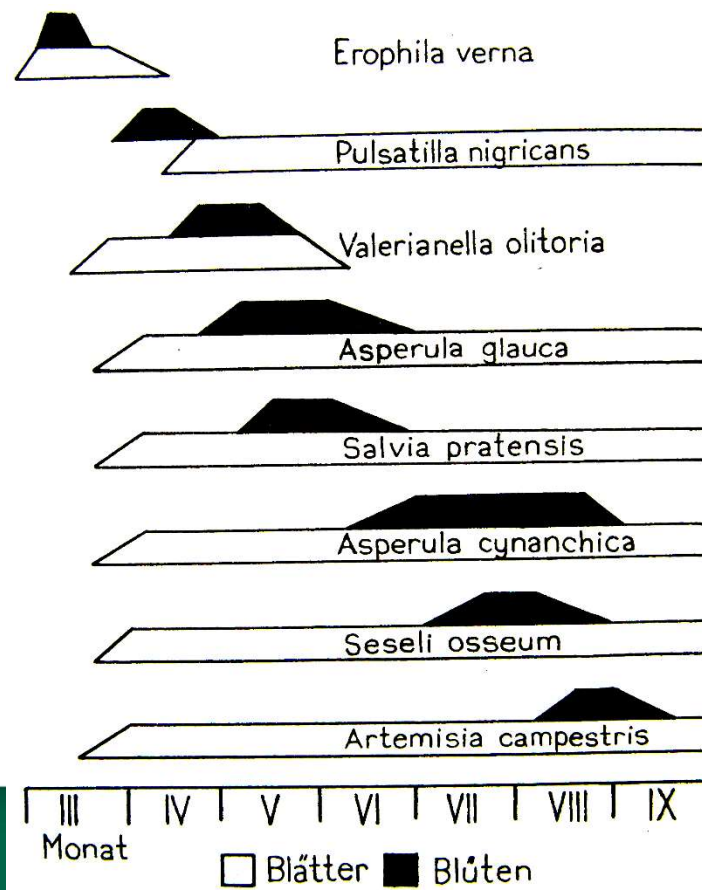 Erophila verna
Pulsatilla nigricans
Valerianella olitoria
Asperula glauca
Salvia pratensis
Asperula cynanchica
Seseli osseum
Artemisia campestris
III IV V VI VII VIII IX
Monat
Blätter Blüten